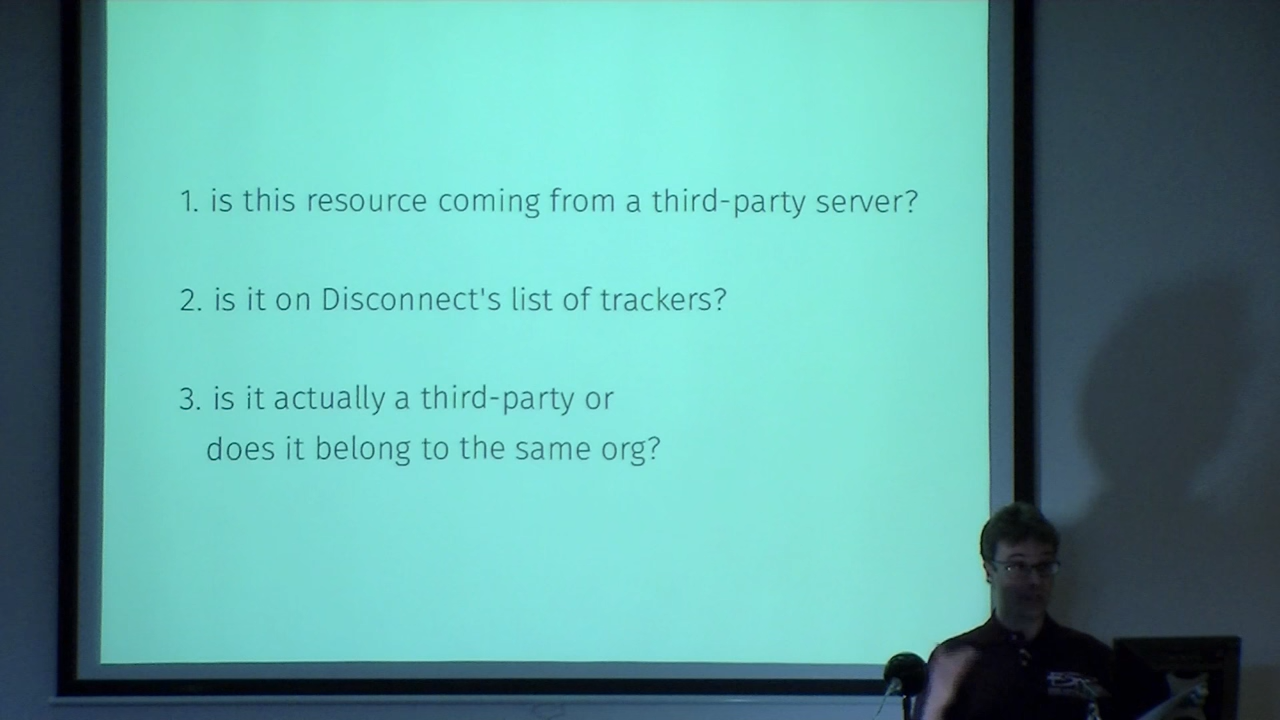 1. is this resource coming from a third-party server?
2. is it on Disconnect's list of trackers?
3. is it actually a third-party or
does it belong to the same org?